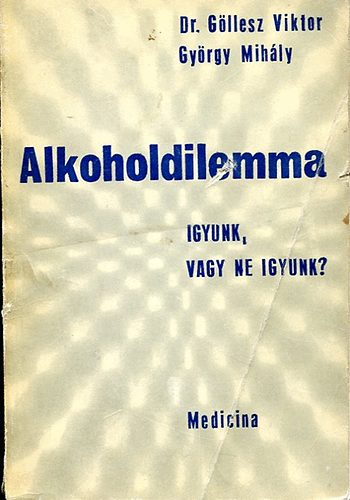 Dr. Göllesz Viktor
György Mihály
Alkoholdilemma
IGYUNK,
VAGY NE IGYUNK?
Medicina